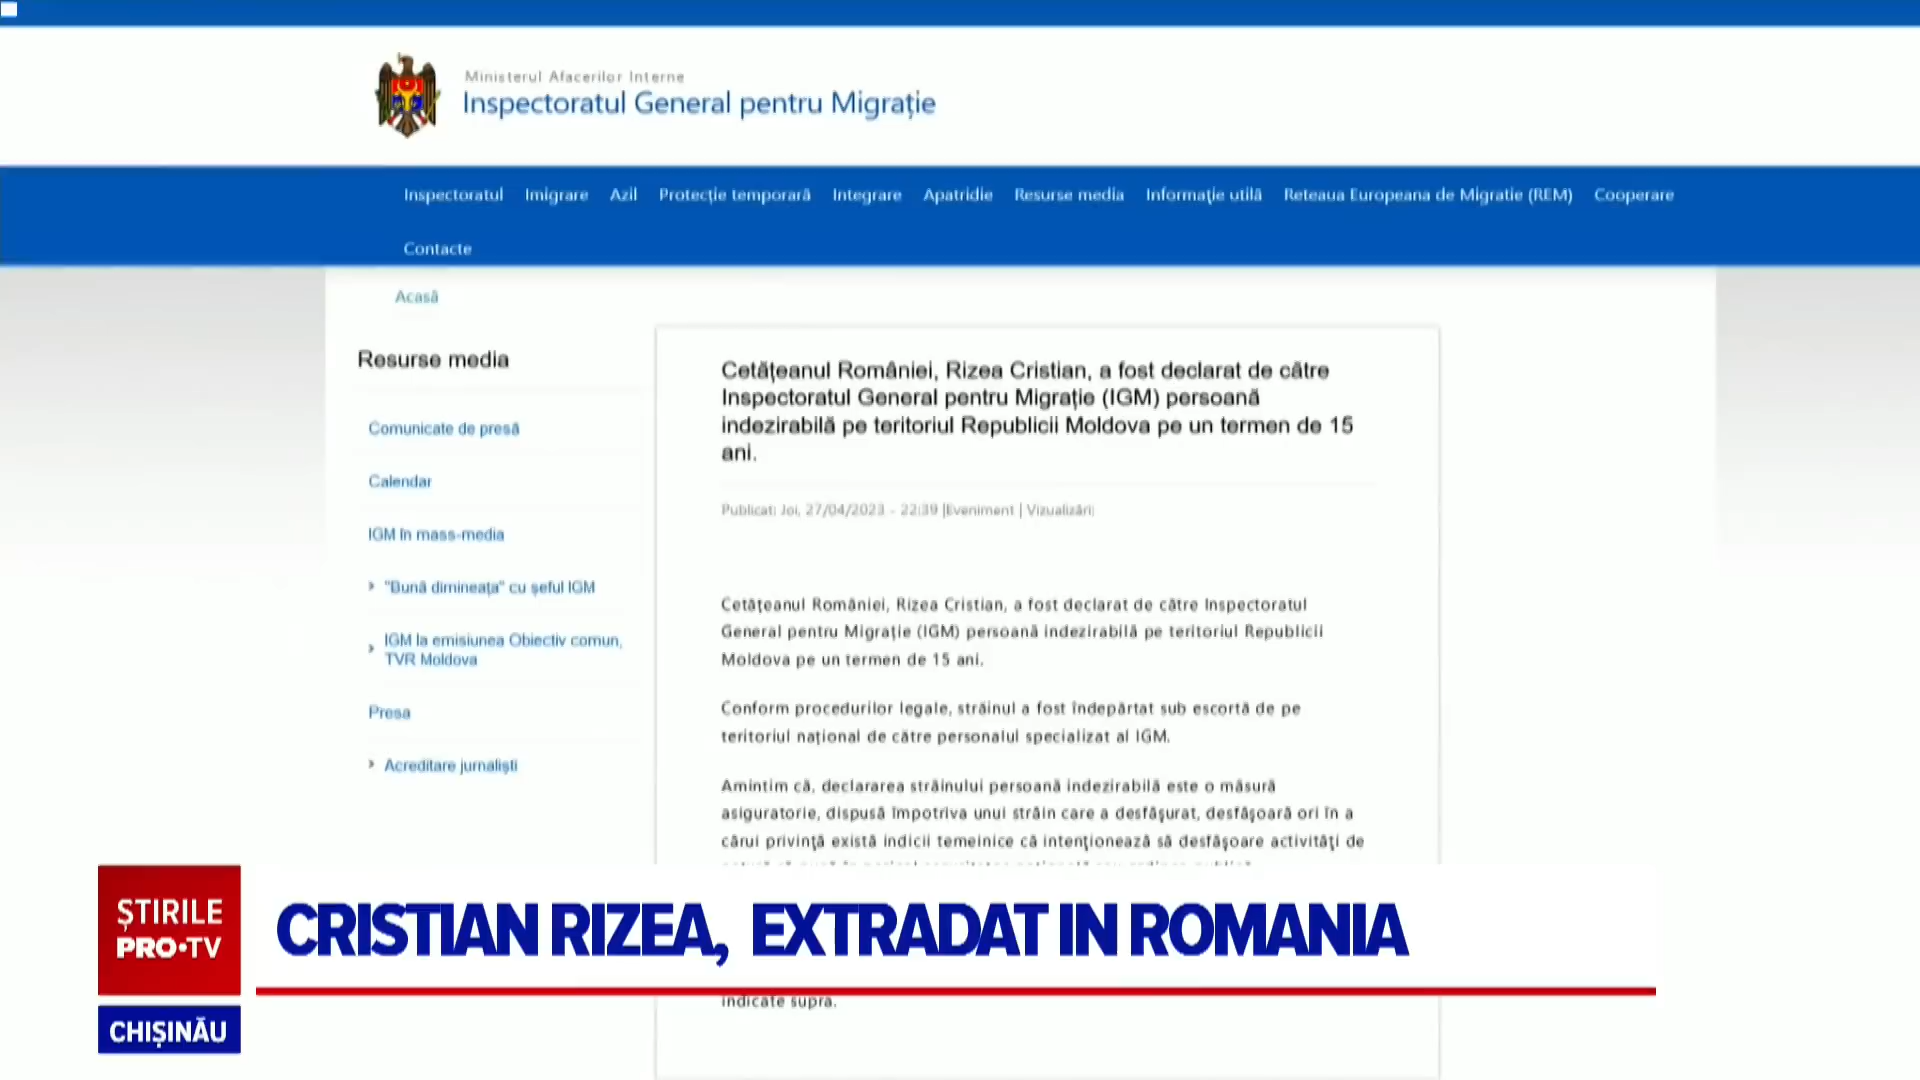 Ministerul Afacerilor Interne
Inspectoratul General pentru Migrație
Inspectoratul Imigrare Azil Protecție temporară Integrare Apatridie Resurse media Informaţie utilă Reteaua Europeana de Migratie (REM) Cooperare
Contacte
Acasă
Resurse media
Comunicate de presă
Calendar
IGM în mass-media
"Bună dimineața" cu șeful IGM
IGM la emisiunea Obiectiv comun,
TVR Moldova
Presa
Acreditare jurnaliști
Cetățeanul României, Rizea Cristian, a fost declarat de către
Inspectoratul General pentru Migrație (IGM) persoană
indezirabilă pe teritoriul Republicii Moldova pe un termen de 15
ani.
Publicat: Joi, 27/04/2023 - 22:39 |Eveniment | Vizualizări:
Cetățeanul României, Rizea Cristian, a fost declarat de către Inspectoratul
General pentru Migrație (IGM) persoană indezirabilă pe teritoriul Republicii
Moldova pe un termen de 15 ani.
Conform procedurilor legale, străinul a fost îndepărtat sub escortă de pe
teritoriul național de către personalul specializat al IGM.
Amintim că, declararea străinului persoană indezirabilă este o măsură
asiguratorie, dispusă împotriva unui străin care a desfăşurat, desfăşoară ori în a
cărui privinţă există indicii temeinice că intenţionează să desfăşoare activităţi de
indicate supra.
ȘTIRILE
PRO•TV
CHIȘINĂU
CRISTIAN RIZEA, EXTRADAT IN ROMANIA